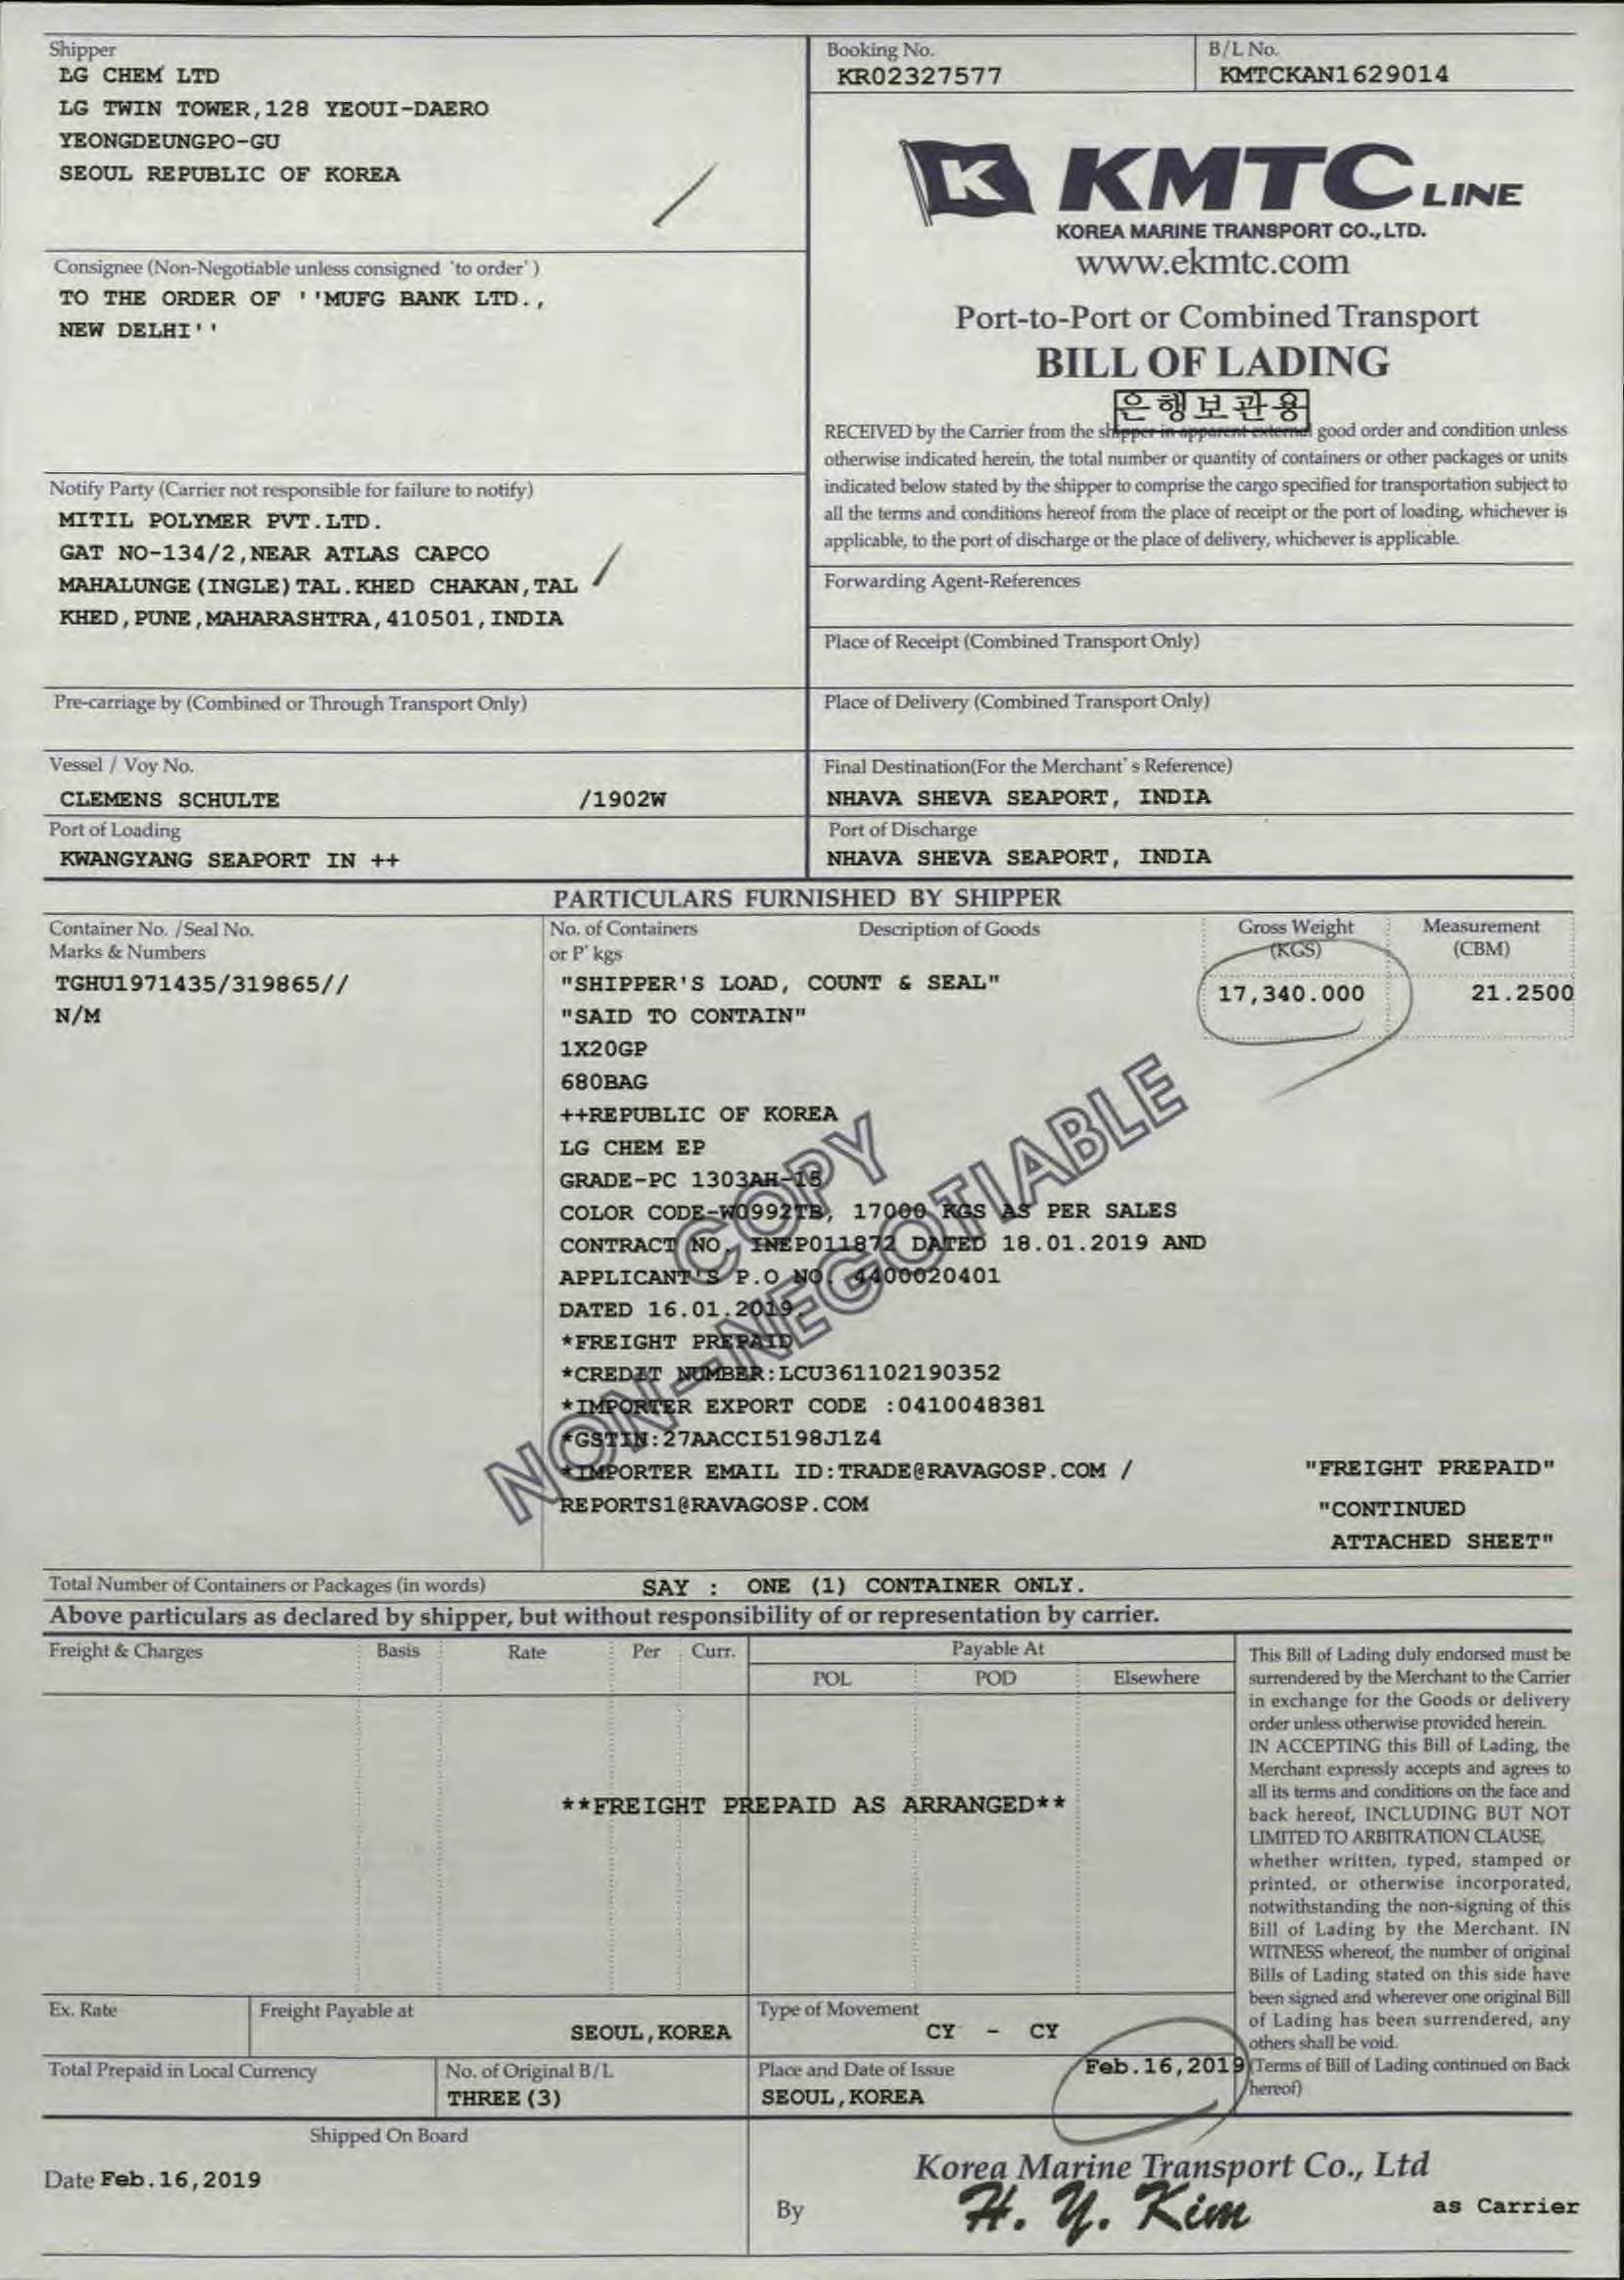 Shipper
LG CHEM LTD
LG TWIN TOWER,128 YEOUI-DAERO
YEONGDEUNGPO-GU
SEOUL REPUBLIC OF KOREA
Booking No.
KR02327577
B/L No.
KMTCKAN1629014
K KMTC LINE
KOREA MARINE TRANSPORT CO.,LTD.
www.ekmtc.com
Port-to-Port or Combined Transport
BILL OF LADING
은행보관용
RECEIVED by the Carrier from the shipper in apparent external good order and condition unless
otherwise indicated herein, the total number or quantity of containers or other packages or units
indicated below stated by the shipper to comprise the cargo specified for transportation subject to
all the terms and conditions hereof from the place of receipt or the port of loading, whichever is
applicable, to the port of discharge or the place of delivery, whichever is applicable.
Consignee (Non-Negotiable unless consigned 'to order')
TO THE ORDER OF ''MUFG BANK LTD.,
NEW DELHI''
Notify Party (Carrier not responsible for failure to notify)
MITIL POLYMER PVT.LTD.
GAT NO-134/2,NEAR ATLAS CAPCO
MAHALUNGE(INGLE)TAL.KHED CHAKAN,TAL
KHED,PUNE,MAHARASHTRA,410501,INDIA
Forwarding Agent-References
Place of Receipt (Combined Transport Only)
Pre-carriage by (Combined or Through Transport Only)
Place of Delivery (Combined Transport Only)
Vessel / Voy No.
CLEMENS SCHULTE /1902W
Final Destination(For the Merchant's Reference)
NHAVA SHEVA SEAPORT, INDIA
Port of Loading
KWANGYANG SEAPORT IN ++
Port of Discharge
NHAVA SHEVA SEAPORT, INDIA
PARTICULARS FURNISHED BY SHIPPER
Container No. /Seal No.
Marks & Numbers
No. of Containers
or P'kgs
Description of Goods
Gross Weight
(KGS)
Measurement
(CBM)
TGHU1971435/319865//
N/M
"SHIPPER'S LOAD, COUNT & SEAL"
17,340.000
21.2500
"SAID TO CONTAIN"
1X20GP
680BAG
++REPUBLIC OF KOREA
LG CHEM EP
GRADE-PC 1303AH-15
COLOR CODE-W0992TB, 17000 KGS AS PER SALES
CONTRACT NO. INEP011872 DATED 18.01.2019 AND
APPLICANT'S P.O NO. 4400020401
DATED 16.01.2019.
*FREIGHT PREPAID
*CREDIT NUMBER:LCU361102190352
*IMPORTER EXPORT CODE :0410048381
*GSTIN:27AACCI5198J1Z4
*IMPORTER EMAIL ID:TRADE@RAVAGOSP.COM /
REPORTS1@RAVAGOSP.COM
"FREIGHT PREPAID"
"CONTINUED
ATTACHED SHEET"
COPY
NON-NEGOTIABLE
Total Number of Containers or Packages (in words)
SAY : ONE (1) CONTAINER ONLY.
Above particulars as declared by shipper, but without responsibility of or representation by carrier.
Freight & Charges
Basis
Rate
Per
Curr.
Payable At
POL
POD
Elsewhere
**FREIGHT PREPAID AS ARRANGED**
This Bill of Lading duly endorsed must be
surrendered by the Merchant to the Carrier
in exchange for the Goods or delivery
order unless otherwise provided herein.
IN ACCEPTING this Bill of Lading, the
Merchant expressly accepts and agrees to
all its terms and conditions on the face and
back hereof, INCLUDING BUT NOT
LIMITED TO ARBITRATION CLAUSE,
whether written, typed, stamped or
printed, or otherwise incorporated,
notwithstanding the non-signing of this
Bill of Lading by the Merchant. IN
WITNESS whereof, the number of original
Bills of Lading stated on this side have
been signed and wherever one original Bill
of Lading has been surrendered, any
others shall be void.
(Terms of Bill of Lading continued on Back
hereof)
Ex. Rate
Freight Payable at
SEOUL,KOREA
Type of Movement
CY - CY
Total Prepaid in Local Currency
No. of Original B/L
THREE(3)
Place and Date of Issue
Feb.16,2019
SEOUL,KOREA
Shipped On Board
Date Feb.16,2019
Korea Marine Transport Co., Ltd
By
H. Y. Kim
as Carrier